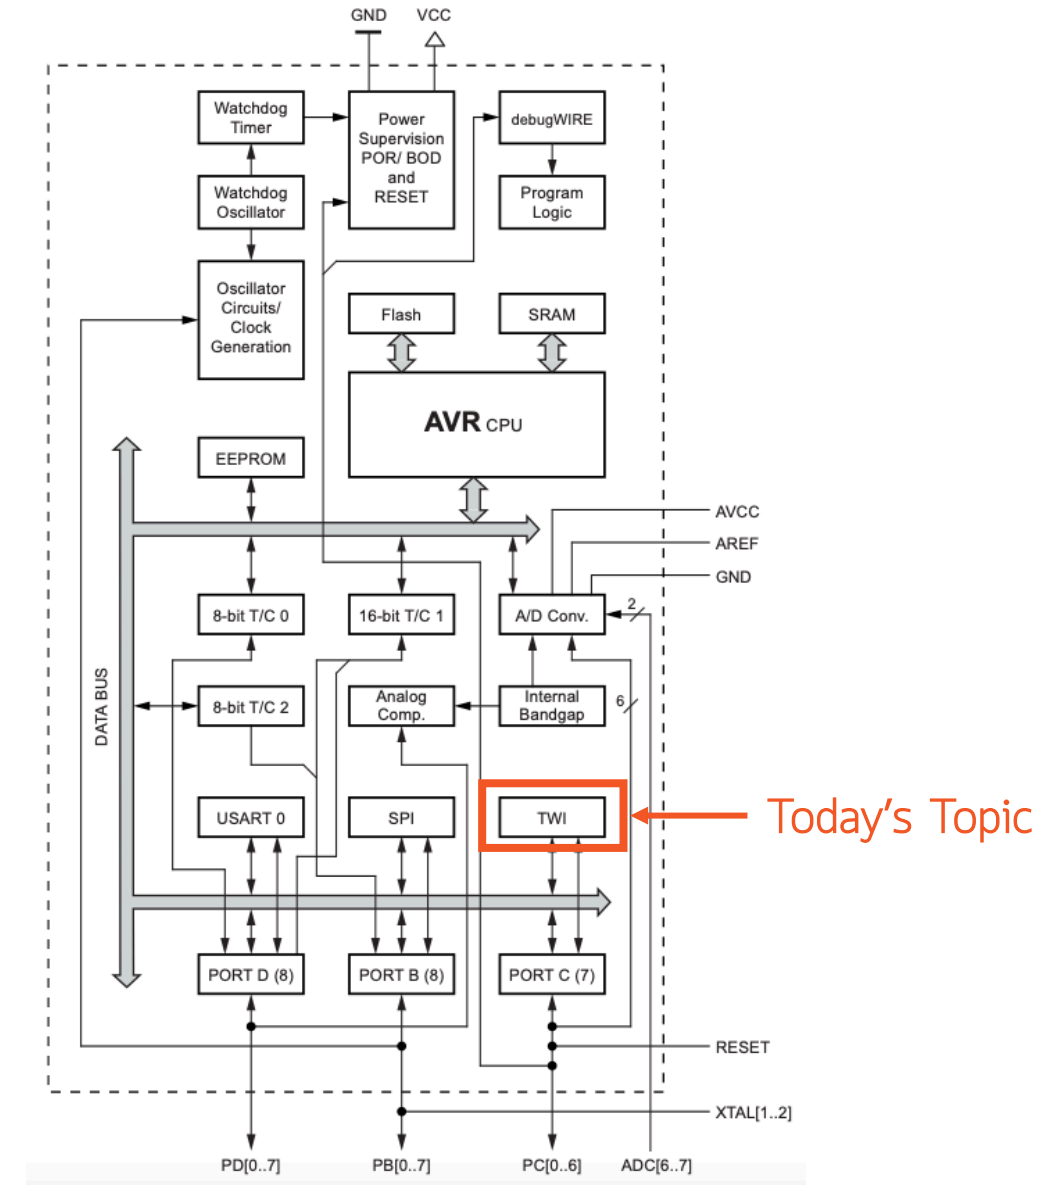 GND
VCC
Watchdog
Timer
Power
Supervision
POR/ BOD
and
RESET
debugWIRE
Watchdog
Oscillator
Program
Logic
Oscillator
Circuits/
Clock
Generation
Flash
SRAM
AVR CPU
EEPROM
AVCC
AREF
GND
8-bit T/C 0
16-bit T/C 1
A/D Conv.
2
DATA BUS
8-bit T/C 2
Analog
Comp.
Internal
Bandgap
6
USART 0
SPI
TWI
Today's Topic
PORT D (8)
PORT B (8)
PORT C (7)
RESET
XTAL[1..2]
PD[0..7]
PB[0..7]
PC[0..6]
ADC[6..7]